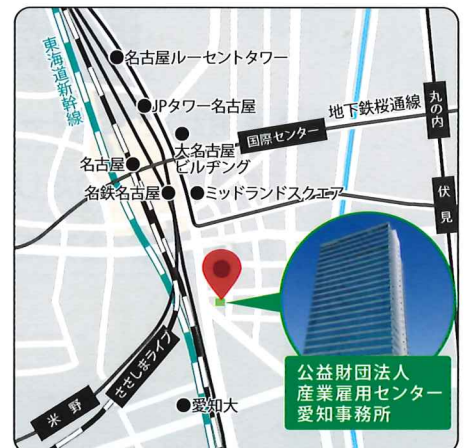 東海道新幹線
名古屋ルーセントタワー
JPタワー名古屋
地下鉄桜通線
丸の内
国際センター
大名古屋
ビルヂング
名古屋
名鉄名古屋
ミッドランドスクエア
伏見
公益財団法人
産業雇用センター
愛知事務所
ささしまライブ
米野
愛知大